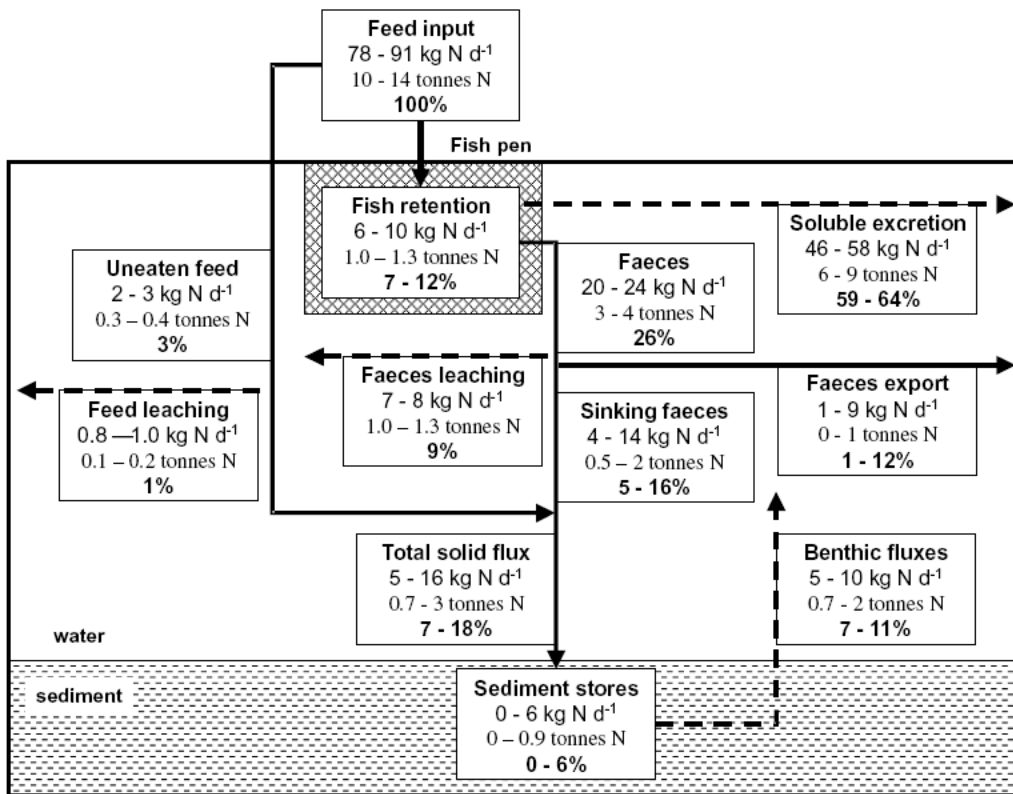 Feed input
78 - 91 kg N d⁻¹
10 - 14 tonnes N
100%
Fish pen
Fish retention
6 - 10 kg N d⁻¹
1.0 – 1.3 tonnes N
7 - 12%
Soluble excretion
46 - 58 kg N d⁻¹
6 - 9 tonnes N
59 - 64%
Uneaten feed
2 - 3 kg N d⁻¹
0.3 – 0.4 tonnes N
3%
Faeces
20 - 24 kg N d⁻¹
3 - 4 tonnes N
26%
Feed leaching
0.8 —1.0 kg N d⁻¹
0.1 – 0.2 tonnes N
1%
Faeces leaching
7 - 8 kg N d⁻¹
1.0 – 1.3 tonnes N
9%
Sinking faeces
4 - 14 kg N d⁻¹
0.5 – 2 tonnes N
5 - 16%
Faeces export
1 - 9 kg N d⁻¹
0 - 1 tonnes N
1 - 12%
Total solid flux
5 - 16 kg N d⁻¹
0.7 - 3 tonnes N
7 - 18%
Benthic fluxes
5 - 10 kg N d⁻¹
0.7 - 2 tonnes N
7 - 11%
water
sediment
Sediment stores
0 - 6 kg N d⁻¹
0 – 0.9 tonnes N
0 - 6%